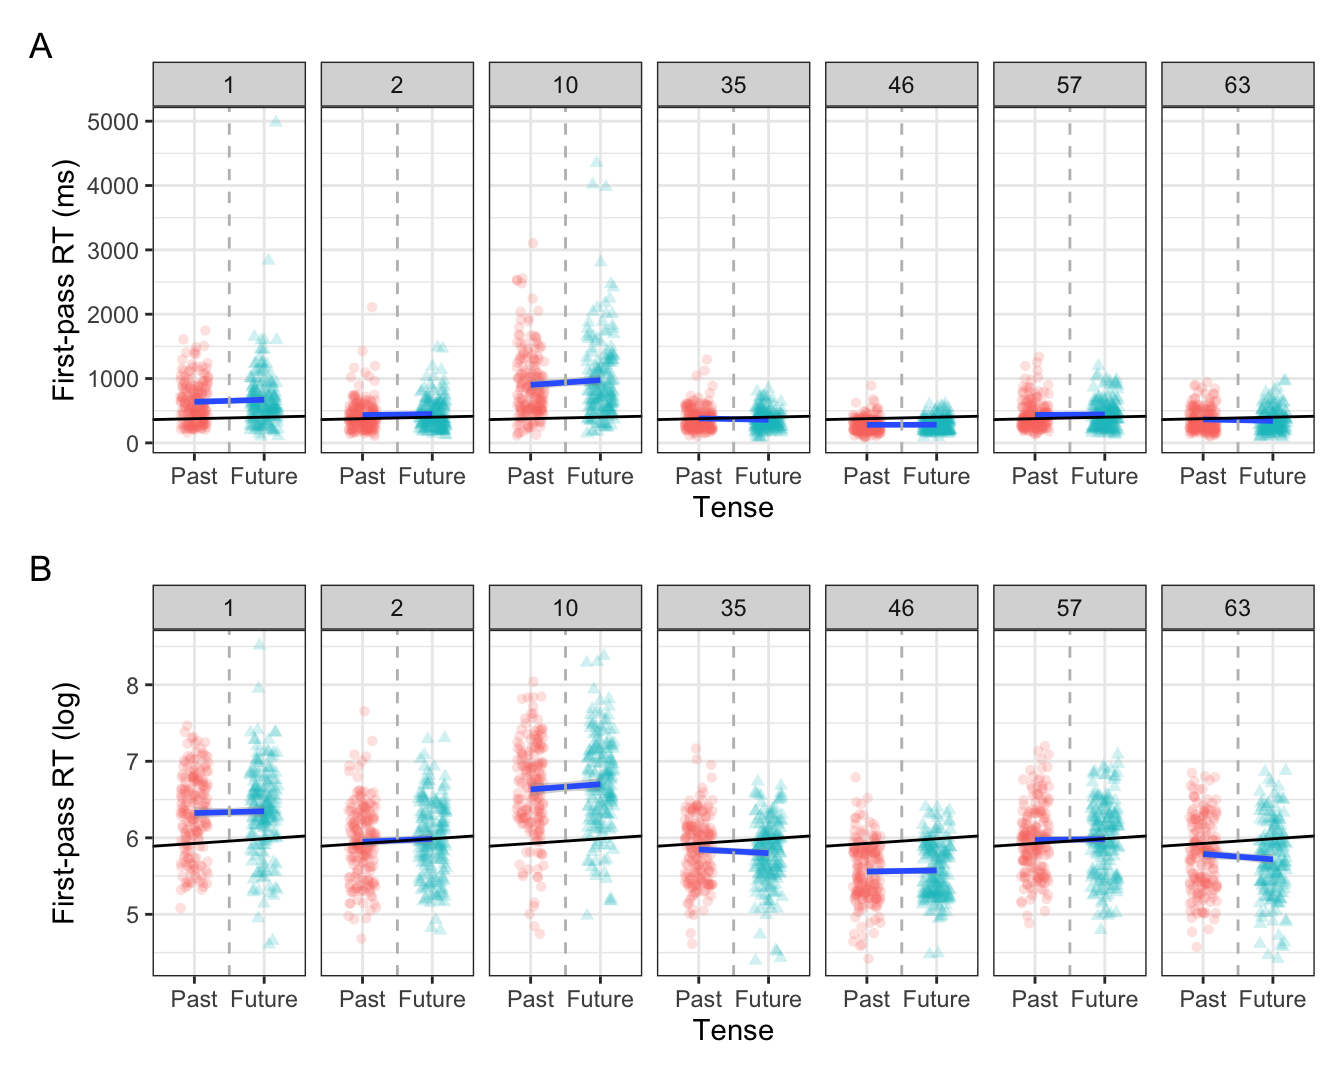 A
1 2 10 35 46 57 63
First-pass RT (ms)
5000
4000
3000
2000
1000
0
Past Future Past Future Past Future Past Future Past Future Past Future Past Future
Tense
B
1 2 10 35 46 57 63
First-pass RT (log)
8
7
6
5
Past Future Past Future Past Future Past Future Past Future Past Future Past Future
Tense